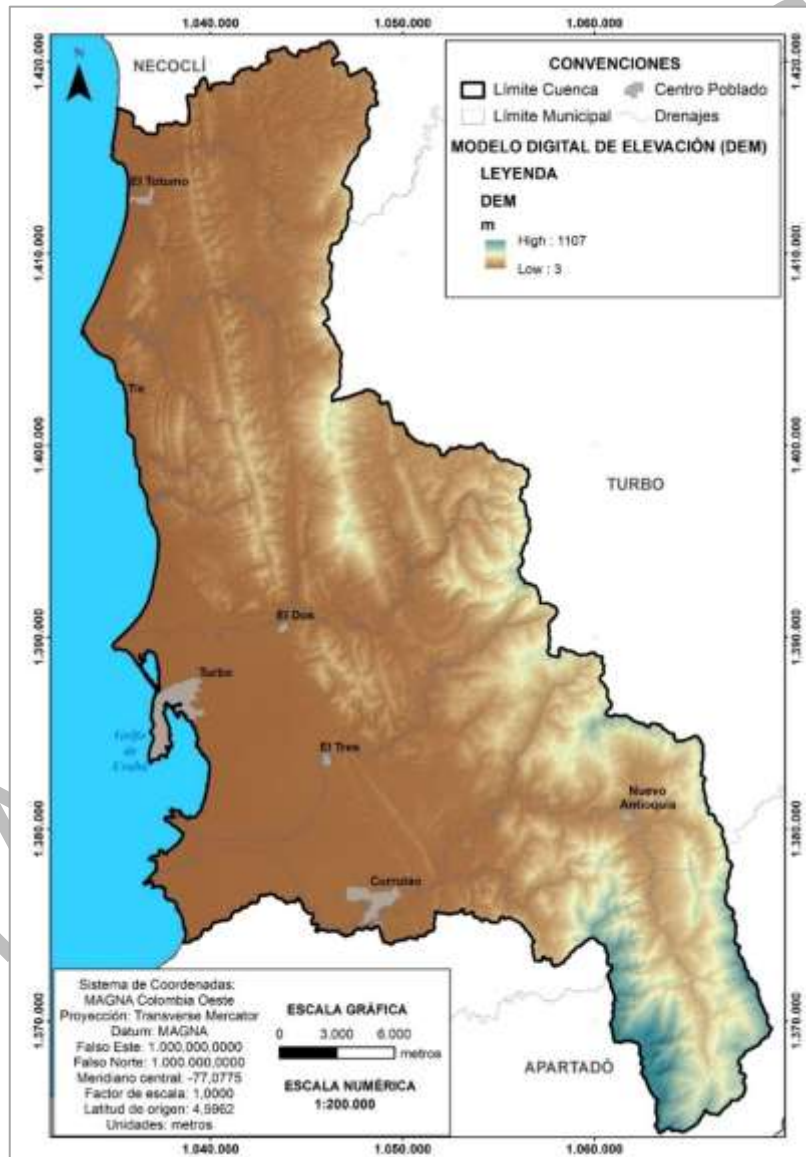 1.040.000 1.050.000 1.060.000
1.420.000
1.420.000
N
NECOCLÍ
CONVENCIONES
Límite Cuenca Centro Poblado
Límite Municipal Drenajes
MODELO DIGITAL DE ELEVACIÓN (DEM)
LEYENDA
DEM
m
High : 1107
Low : 3
El Totumo
1.410.000
1.410.000
Tie
1.400.000
1.400.000
TURBO
1.390.000
1.390.000
El Dos
Turbo
Golfo
de
Urabá
El Tres
Nuevo
Antioquia
1.380.000
1.380.000
Currulao
1.370.000
1.370.000
APARTADÓ
Sistema de Coordenadas:
MAGNA Colombia Oeste
Proyección: Transverse Mercator
Datum: MAGNA
Falso Este: 1.000.000,0000
Falso Norte: 1.000.000,0000
Meridiano central: -77,0775
Factor de escala: 1,0000
Latitud de origen: 4,5962
Unidades: metros
ESCALA GRÁFICA
0 3.000 6.000
metros
ESCALA NUMÉRICA
1:200.000
1.040.000 1.050.000 1.060.000